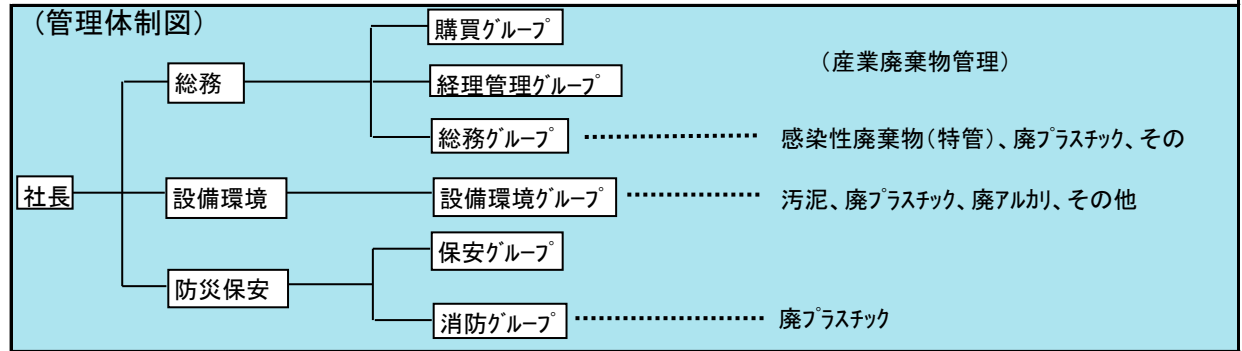 (管理体制図)
購買ｸﾞﾙｰﾌﾟ
(産業廃棄物管理)
総務
経理管理ｸﾞﾙｰﾌﾟ
総務ｸﾞﾙｰﾌﾟ ・・・・・・・・・・・・・・・・・・ 感染性廃棄物(特管)、廃ﾌﾟﾗｽﾁｯｸ、その
社長
設備環境
設備環境ｸﾞﾙｰﾌﾟ ・・・・・・・・・・・・・・ 汚泥、廃ﾌﾟﾗｽﾁｯｸ、廃ｱﾙｶﾘ、その他
保安ｸﾞﾙｰﾌﾟ
防災保安
消防ｸﾞﾙｰﾌﾟ ・・・・・・・・・・・・・・・・・・・ 廃ﾌﾟﾗｽﾁｯｸ